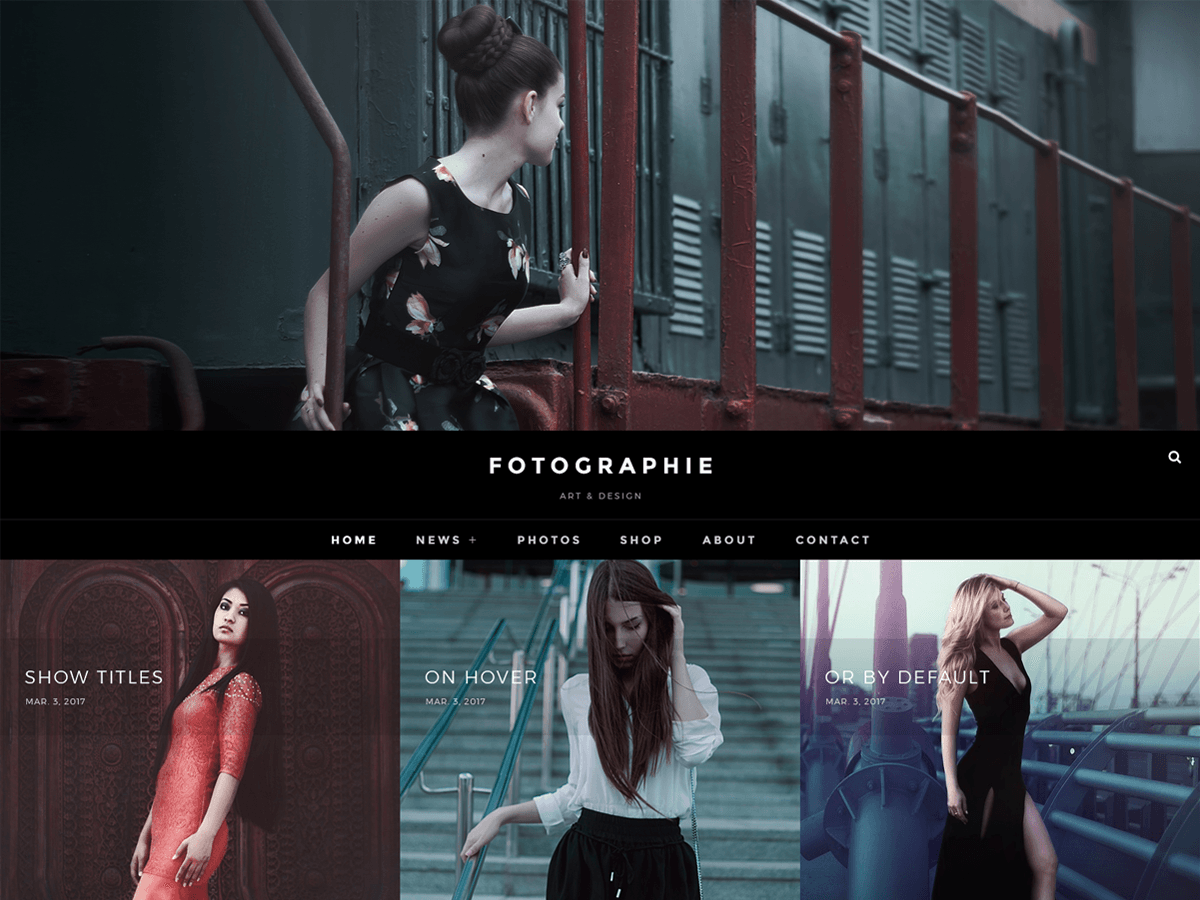 FOTOGRAPHIE
ART & DESIGN
HOME NEWS + PHOTOS SHOP ABOUT CONTACT
SHOW TITLES
MAR. 3, 2017
ON HOVER
MAR. 3, 2017
OR BY DEFAULT
MAR. 3, 2017